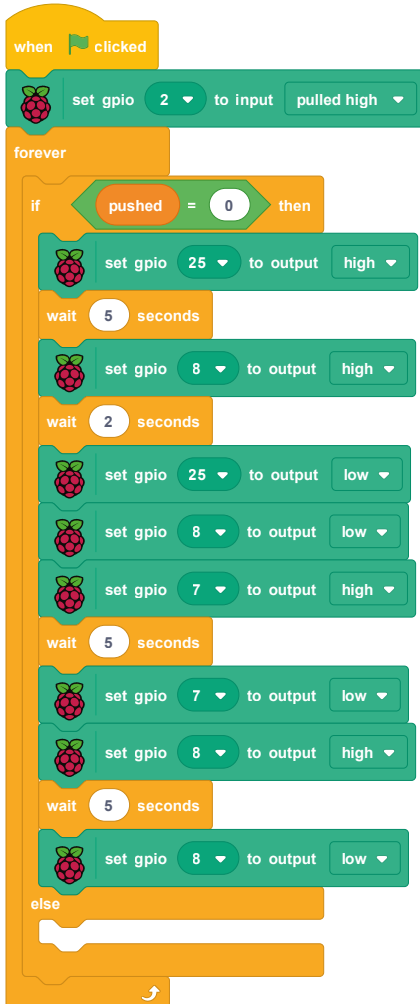 when clicked
set gpio 2 to input pulled high
forever
if pushed = 0 then
set gpio 25 to output high
wait 5 seconds
set gpio 8 to output high
wait 2 seconds
set gpio 25 to output low
set gpio 8 to output low
set gpio 7 to output high
wait 5 seconds
set gpio 7 to output low
set gpio 8 to output high
wait 5 seconds
set gpio 8 to output low
else